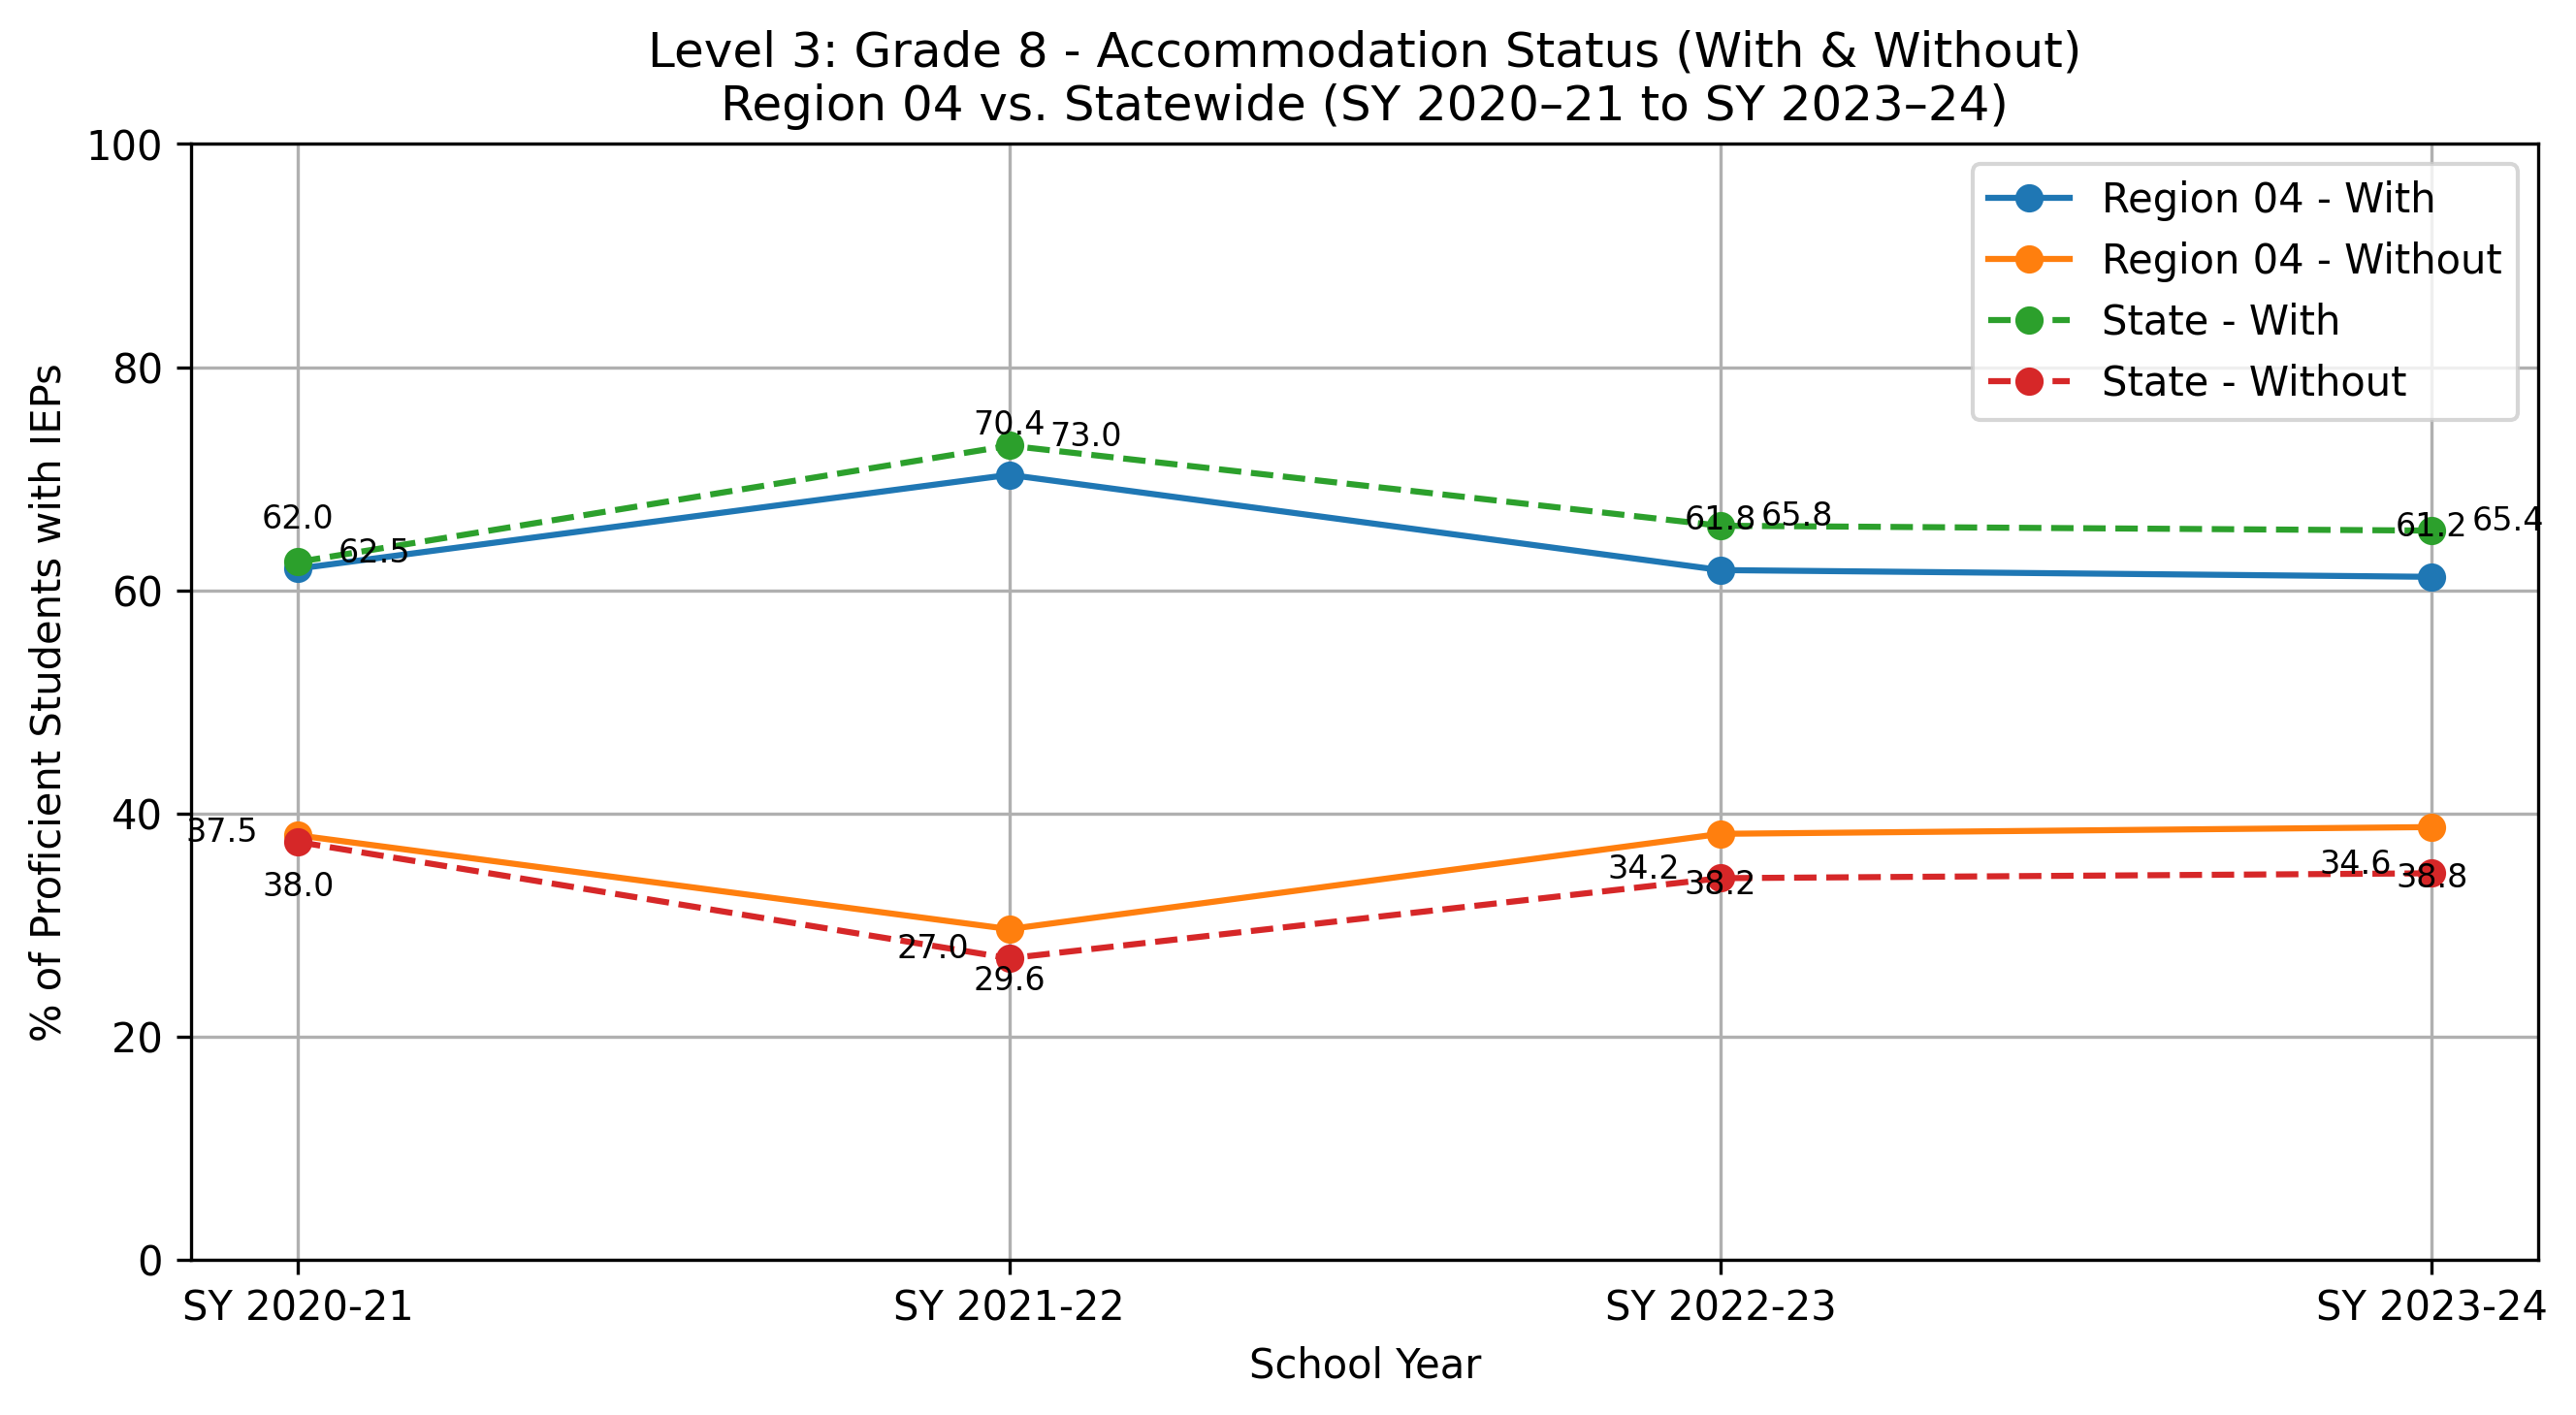 Level 3: Grade 8 - Accommodation Status (With & Without)
Region 04 vs. Statewide (SY 2020–21 to SY 2023–24)
% of Proficient Students with IEPs
100
80
60
40
20
0
Region 04 - With
Region 04 - Without
State - With
State - Without
70.4
73.0
62.0
62.5
61.8
65.8
61.2
65.4
37.5
38.0
27.0
29.6
34.2
38.2
34.6
38.8
SY 2020-21
SY 2021-22
SY 2022-23
SY 2023-24
School Year